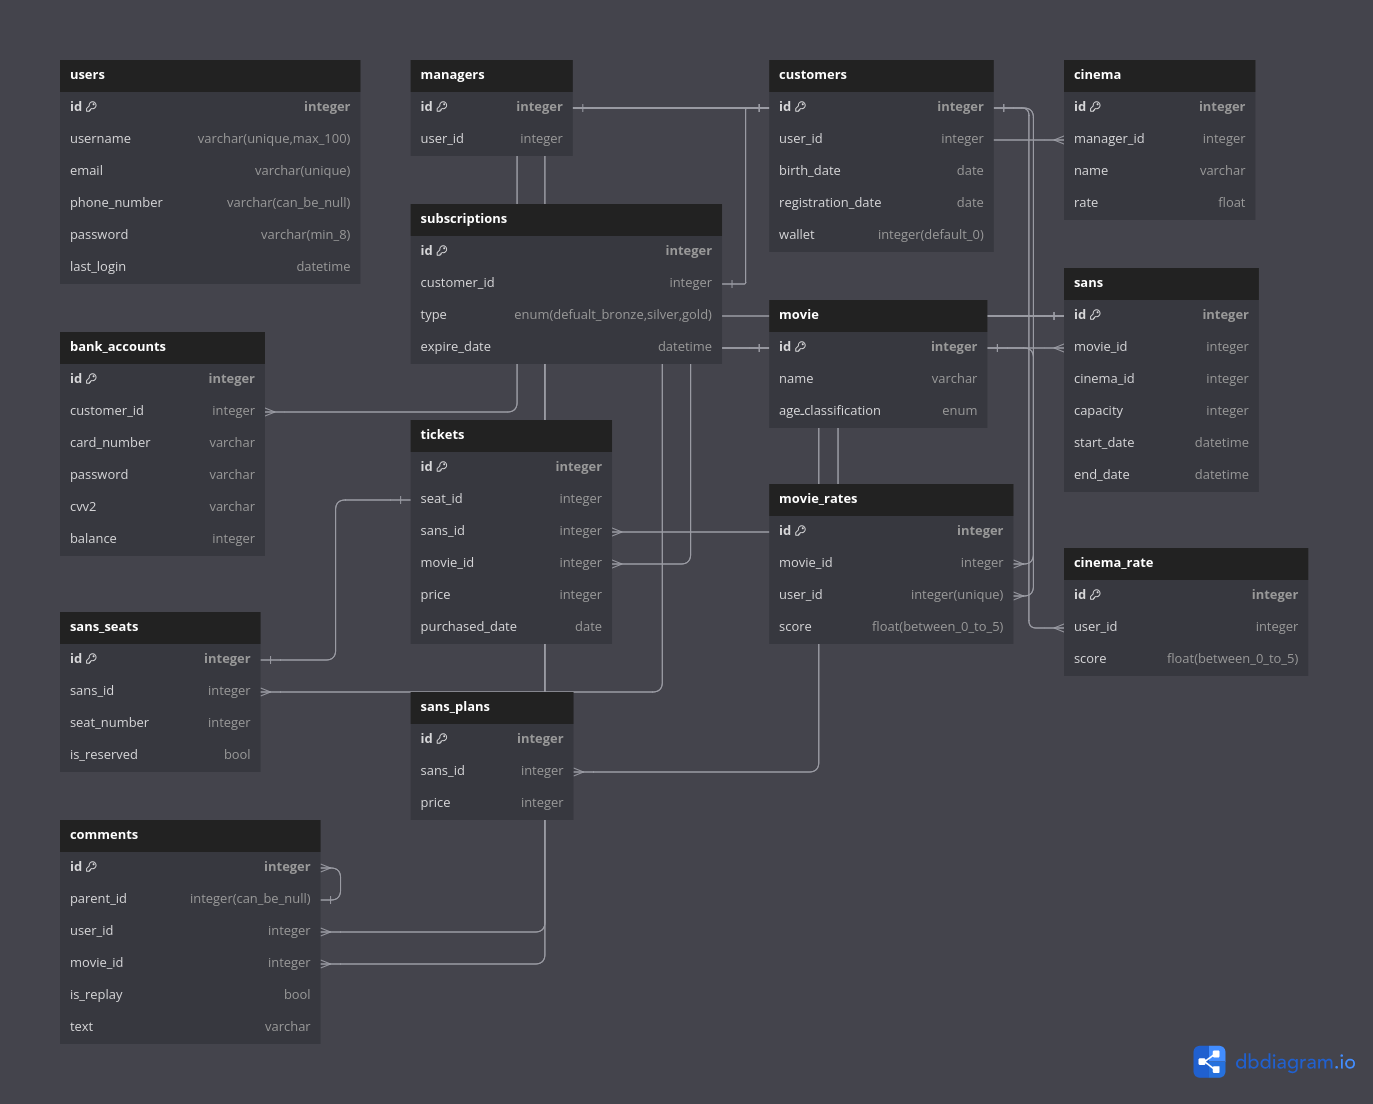 users
id integer
username varchar(unique,max_100)
email varchar(unique)
phone_number varchar(can_be_null)
password varchar(min_8)
last_login datetime
bank_accounts
id integer
customer_id integer
card_number varchar
password varchar
cvv2 varchar
balance integer
sans_seats
id integer
sans_id integer
seat_number integer
is_reserved bool
comments
id integer
parent_id integer(can_be_null)
user_id integer
movie_id integer
is_replay bool
text varchar
managers
id integer
user_id integer
subscriptions
id integer
customer_id integer
type enum(defualt_bronze,silver,gold)
expire_date datetime
tickets
id integer
seat_id integer
sans_id integer
movie_id integer
price integer
purchased_date date
sans_plans
id integer
sans_id integer
price integer
customers
id integer
user_id integer
birth_date date
registration_date date
wallet integer(default_0)
movie
id integer
name varchar
age_classification enum
movie_rates
id integer
movie_id integer
user_id integer(unique)
score float(between_0_to_5)
cinema
id integer
manager_id integer
name varchar
rate float
sans
id integer
movie_id integer
cinema_id integer
capacity integer
start_date datetime
end_date datetime
cinema_rate
id integer
user_id integer
score float(between_0_to_5)
dbdiagram.io